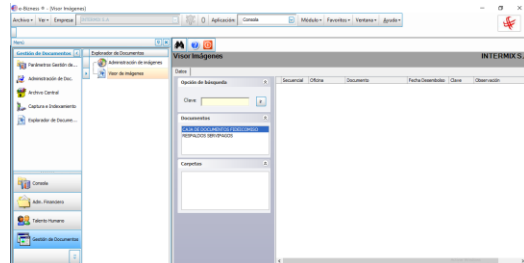 e-Bizness ® - [Visor Imágenes]
Archivo Ver Empresa INTERMIX S.A Aplicación Consola Módulo Favoritos Ventana Ayuda
Menú
Gestión de Documentos
Parámetros Gestión de...
Administración de Doc.
Archivo Central
Captura e Indexamiento
Explorador de Docume...
Consola
Adm. Financiero
Talento Humano
Gestión de Documentos
Explorador de Documentos
Administración de imágenes
Visor de Imágenes
Visor Imágenes
INTERMIX S.
Datos
Opción de búsqueda
Clave
Documentos
CAJA DE DOCUMENTOS FIDEICOMISO
RESPALDOS SERVIPAGOS
Carpetas
Secuencial Oficina Documento Fecha Desembolso Clave Observación